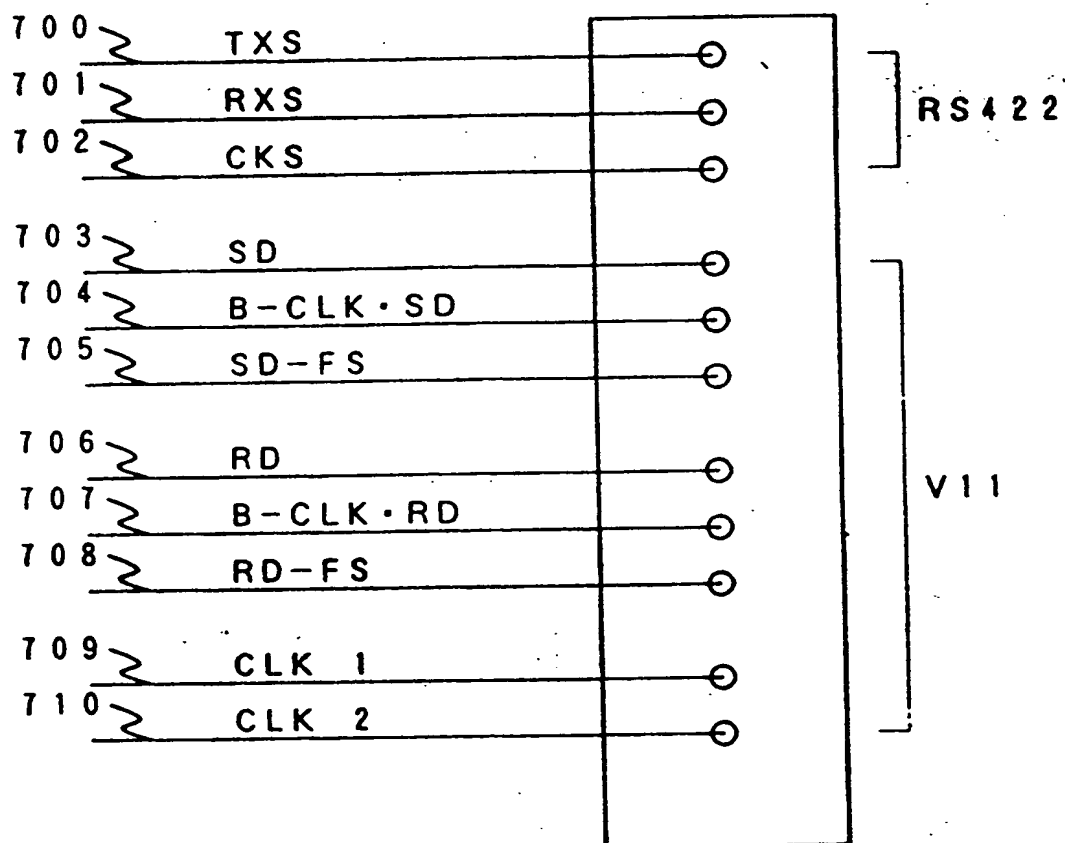 700 TXS
701 RXS
RS422
702 CKS
703 SD
704 B-CLK・SD
705 SD-FS
706 RD
V11
707 B-CLK・RD
708 RD-FS
709 CLK 1
710 CLK 2